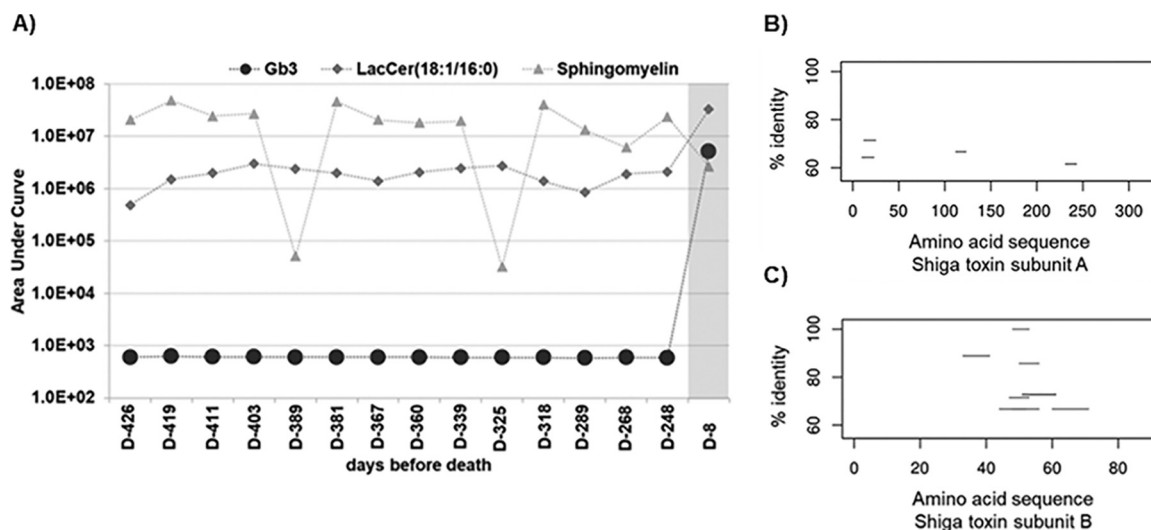 A)
Gb3 LacCer(18:1/16:0) Sphingomyelin
Area Under Curve
1.0E+08
1.0E+07
1.0E+06
1.0E+05
1.0E+04
1.0E+03
1.0E+02
D-426 D-419 D-411 D-403 D-389 D-381 D-367 D-360 D-339 D-325 D-318 D-289 D-268 D-248 D-8
days before death
B)
% identity
100
80
60
0 50 100 150 200 250 300
Amino acid sequence
Shiga toxin subunit A
C)
% identity
100
80
60
0 20 40 60 80
Amino acid sequence
Shiga toxin subunit B